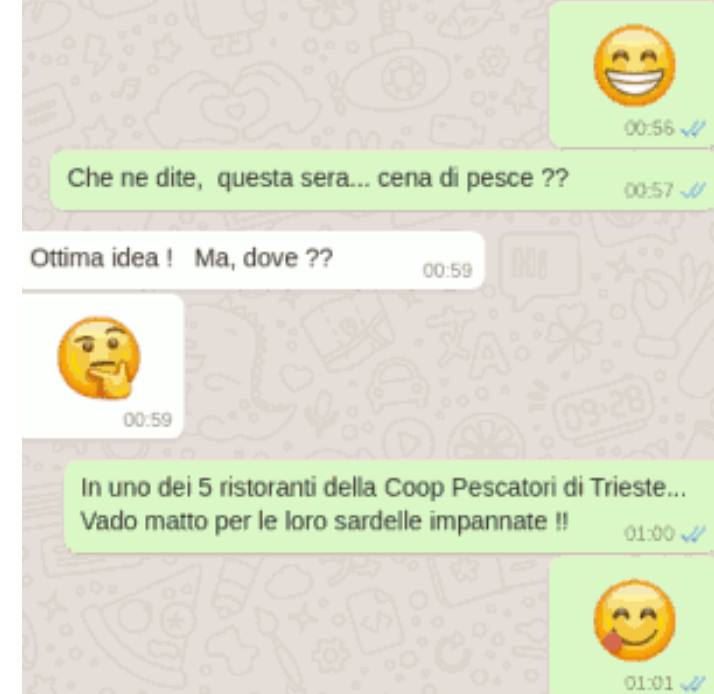 00:56
Che ne dite, questa sera... cena di pesce ??
00:57
Ottima idea ! Ma, dove ??
00:59
00:59
In uno dei 5 ristoranti della Coop Pescatori di Trieste...
Vado matto per le loro sardelle impannate !!
01:00
01:01